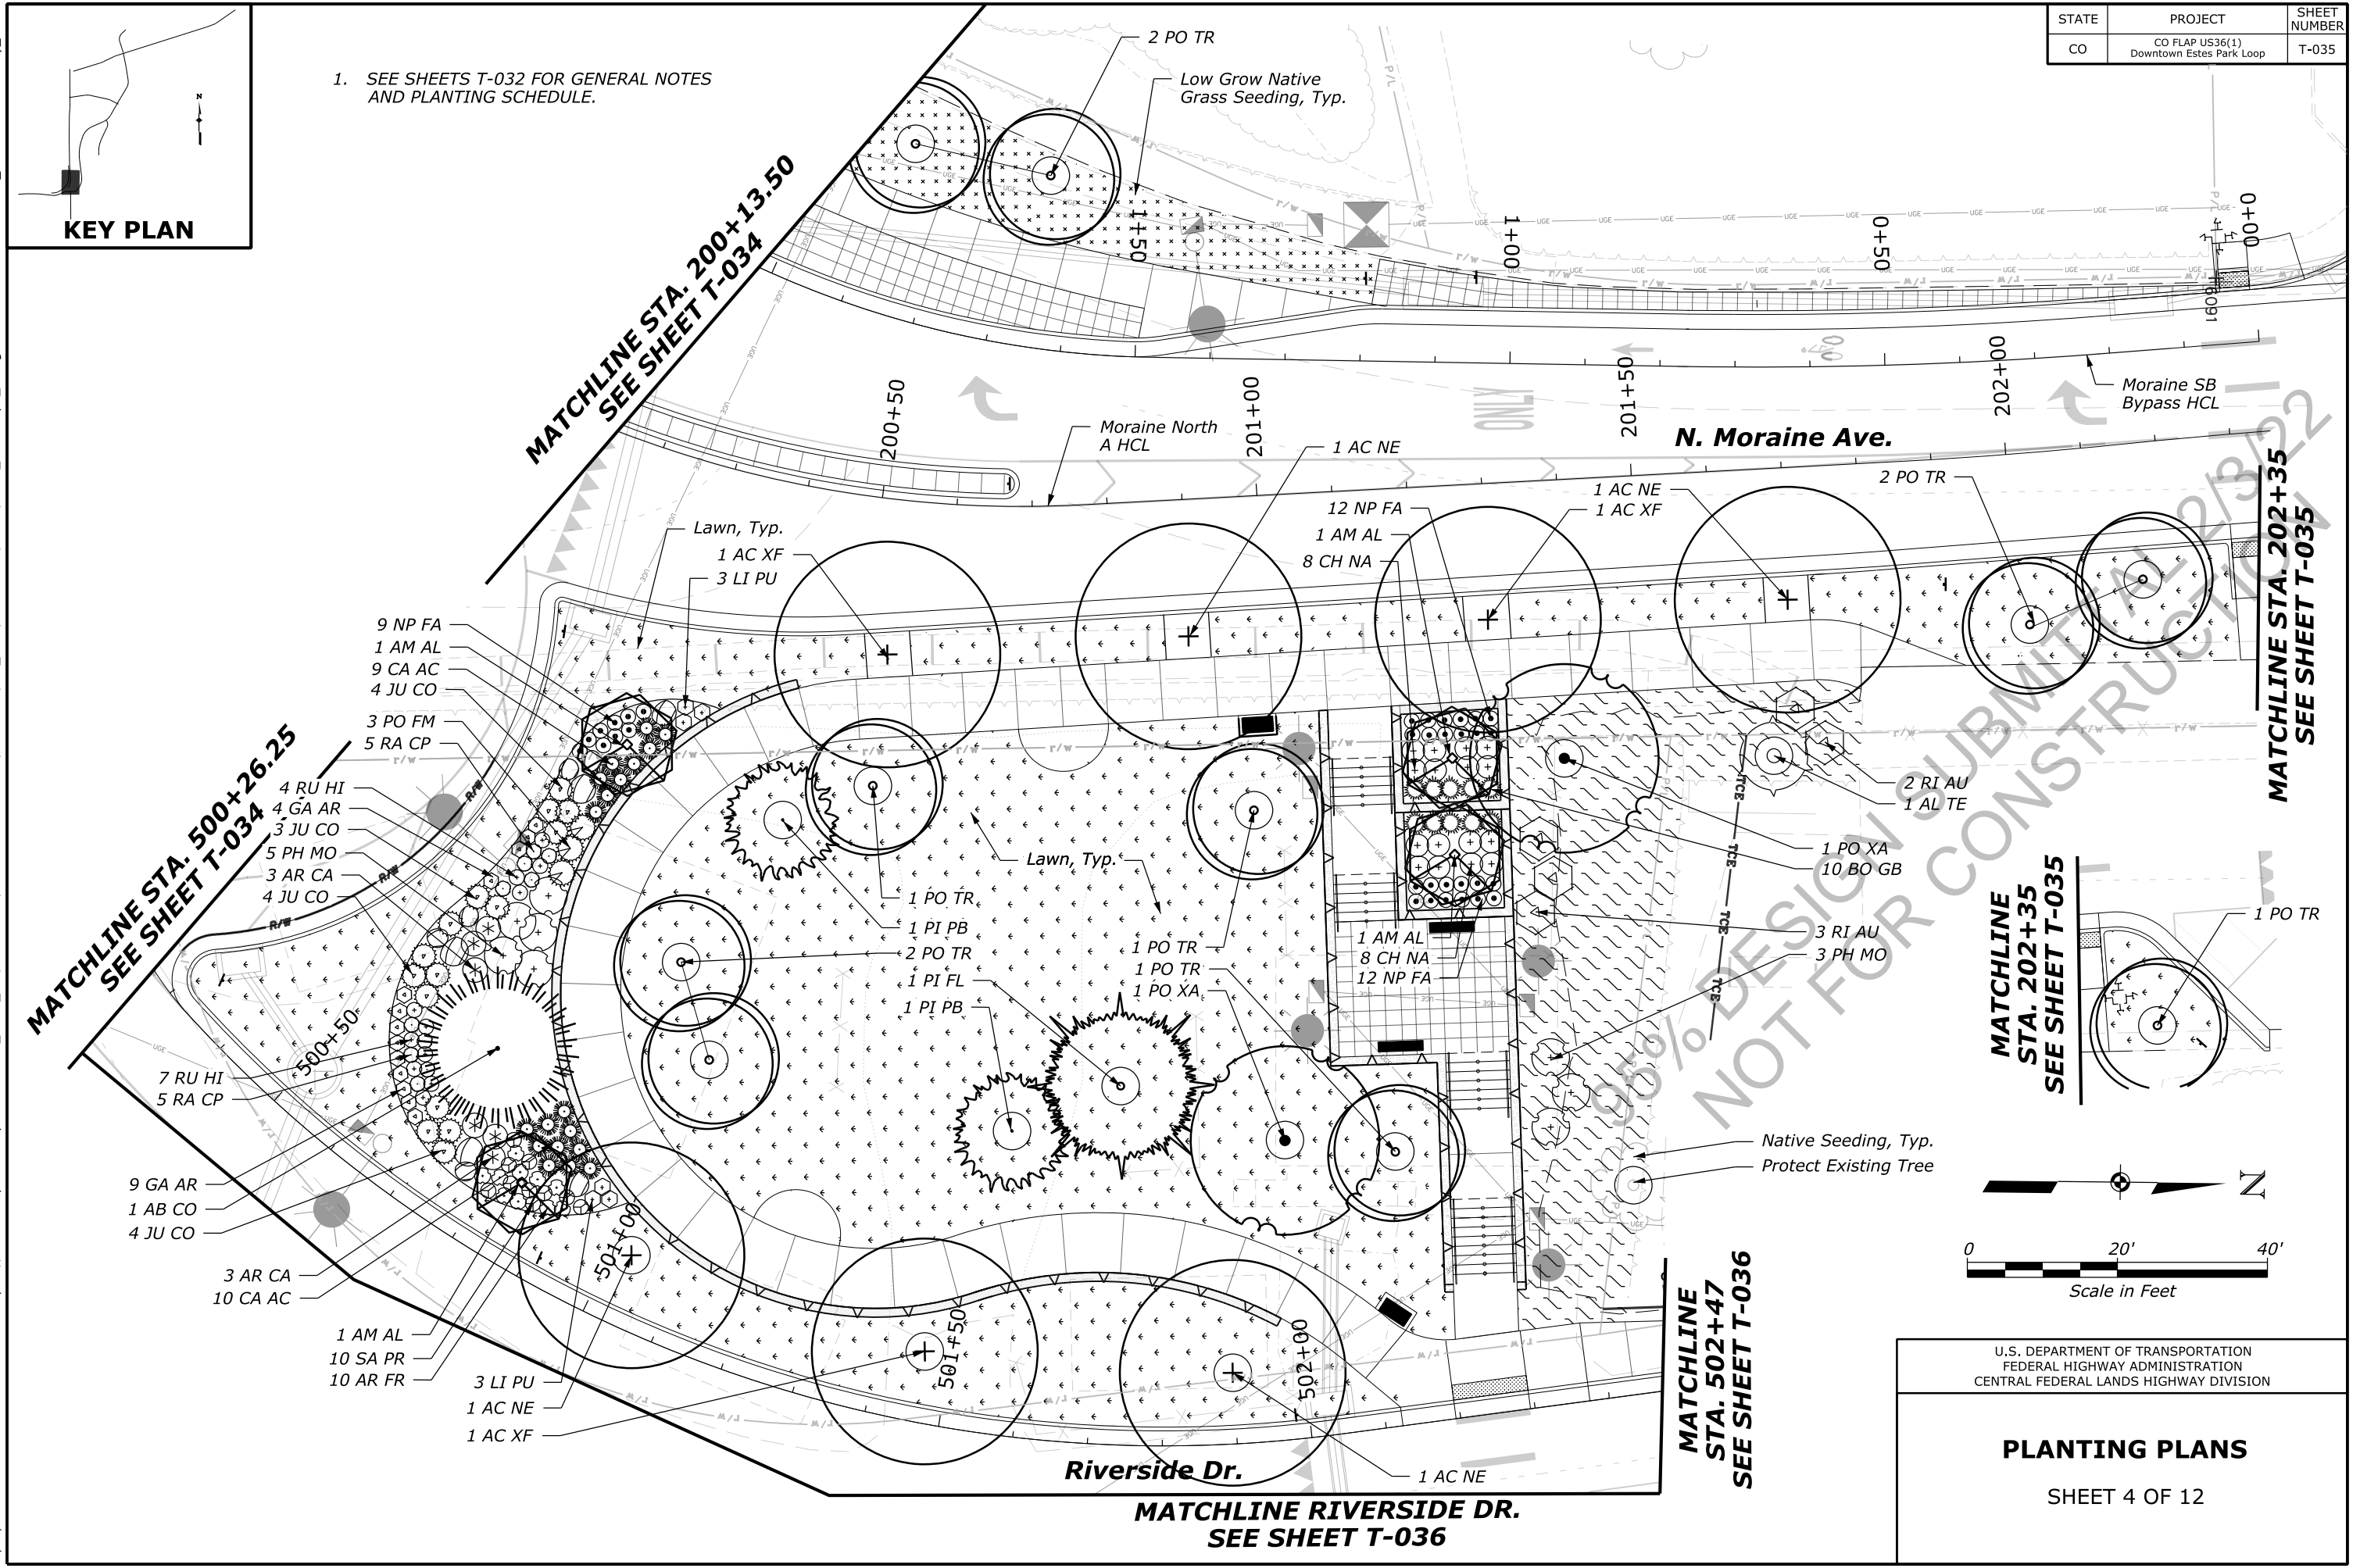 KEY PLAN
N
1. SEE SHEETS T-032 FOR GENERAL NOTES
AND PLANTING SCHEDULE.
STATE
PROJECT
SHEET
NUMBER
CO
CO FLAP US36(1)
Downtown Estes Park Loop
T-035
2 PO TR
Low Grow Native
Grass Seeding, Typ.
MATCHLINE STA. 200+13.50
SEE SHEET T-034
1+50
1+00
0+50
0+00
Moraine SB
Bypass HCL
200+50
201+00
201+50
202+00
Moraine North
A HCL
ONLY
N. Moraine Ave.
1 AC NE
Lawn, Typ.
1 AC XF
3 LI PU
12 NP FA
1 AM AL
8 CH NA
1 AC NE
1 AC XF
2 PO TR
MATCHLINE STA. 202+35
SEE SHEET T-035
9 NP FA
1 AM AL
9 CA AC
4 JU CO
3 PO FM
5 RA CP
4 RU HI
4 GA AR
3 JU CO
5 PH MO
3 AR CA
4 JU CO
MATCHLINE STA. 500+26.25
SEE SHEET T-034
R/W
R/W
R/W
r/w
UGE
P/L
TCE
TCE
TCE
TCE
Lawn, Typ.
1 PO TR
1 PI PB
2 PO TR
1 PI FL
1 PI PB
1 PO TR
1 PO TR
1 PO XA
1 AM AL
8 CH NA
12 NP FA
2 RI AU
1 AL TE
1 PO XA
10 BO GB
3 RI AU
3 PH MO
MATCHLINE
STA. 202+35
SEE SHEET T-035
1 PO TR
500+50
7 RU HI
5 RA CP
9 GA AR
1 AB CO
4 JU CO
3 AR CA
10 CA AC
1 AM AL
10 SA PR
10 AR FR
3 LI PU
1 AC NE
1 AC XF
501+00
501+50
502+00
1 AC NE
Riverside Dr.
MATCHLINE RIVERSIDE DR.
SEE SHEET T-036
MATCHLINE
STA. 502+47
SEE SHEET T-036
Native Seeding, Typ.
Protect Existing Tree
95% DESIGN SUBMITTAL 2/3/22
NOT FOR CONSTRUCTION
N
0 20' 40'
Scale in Feet
U.S. DEPARTMENT OF TRANSPORTATION
FEDERAL HIGHWAY ADMINISTRATION
CENTRAL FEDERAL LANDS HIGHWAY DIVISION
PLANTING PLANS
SHEET 4 OF 12